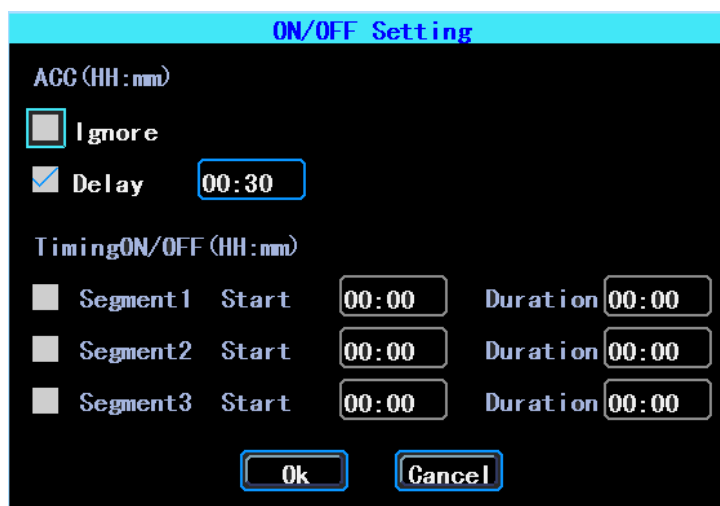 ON/OFF Setting
ACC(HH:mm)
Ignore
Delay 00:30
TimingON/OFF(HH:mm)
Segment1 Start 00:00 Duration 00:00
Segment2 Start 00:00 Duration 00:00
Segment3 Start 00:00 Duration 00:00
Ok Cancel